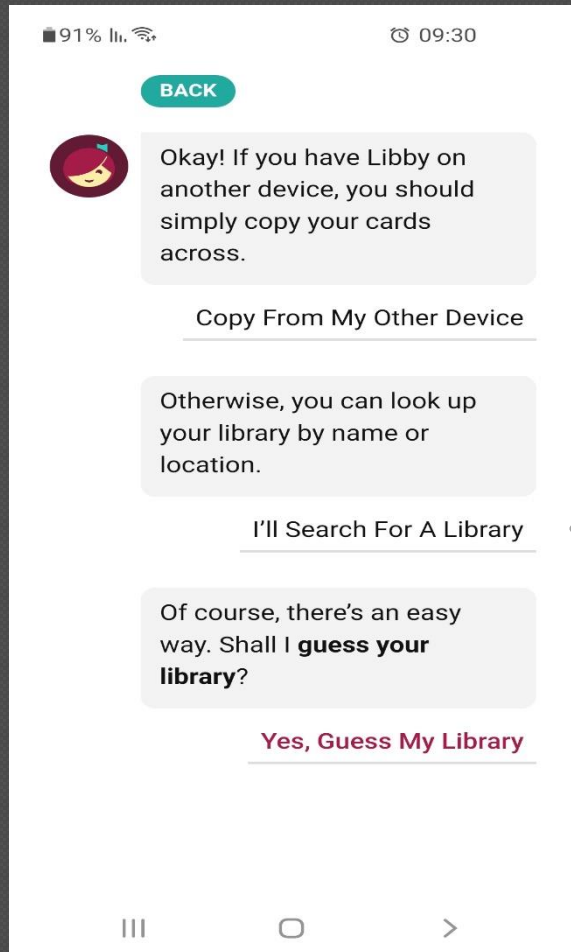 91% 09:30
BACK
Okay! If you have Libby on
another device, you should
simply copy your cards
across.
Copy From My Other Device
Otherwise, you can look up
your library by name or
location.
I’ll Search For A Library
Of course, there’s an easy
way. Shall I guess your
library?
Yes, Guess My Library